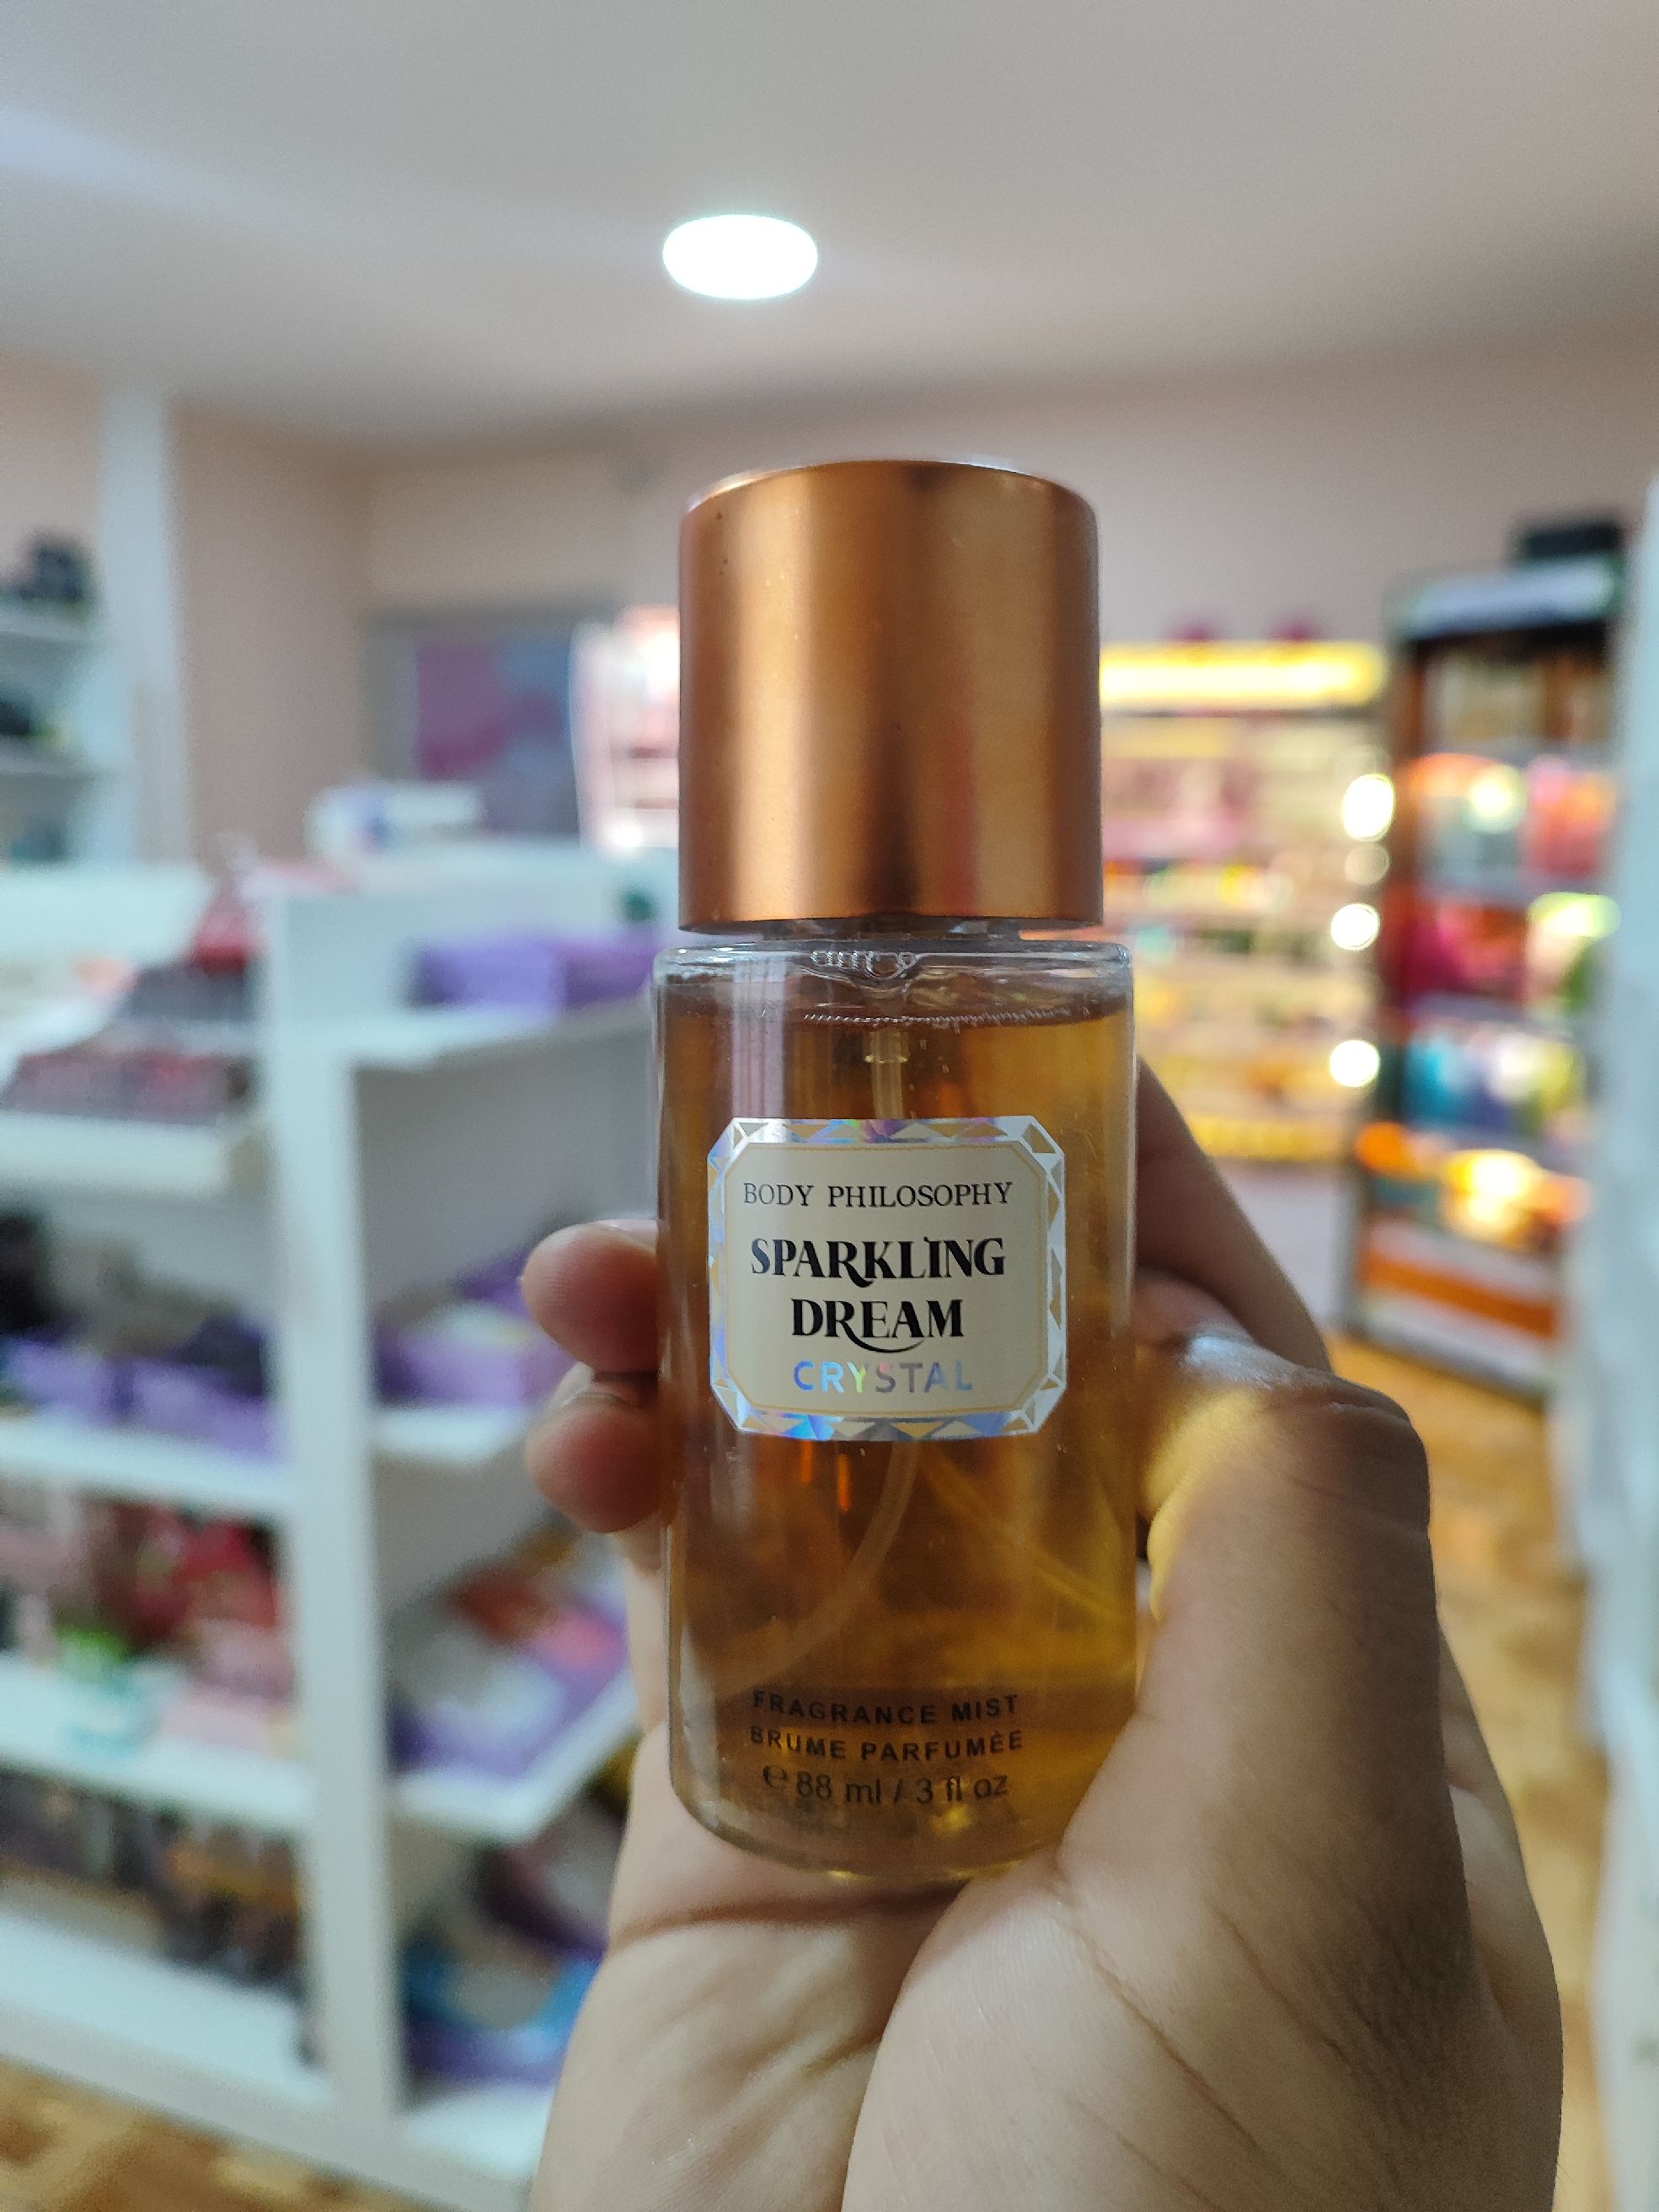 BODY PHILOSOPHY
SPARKLING
DREAM
CRYSTAL
FRAGRANCE MIST
BRUME PARFUMÉE
℮ 88 ml / 3 fl oz